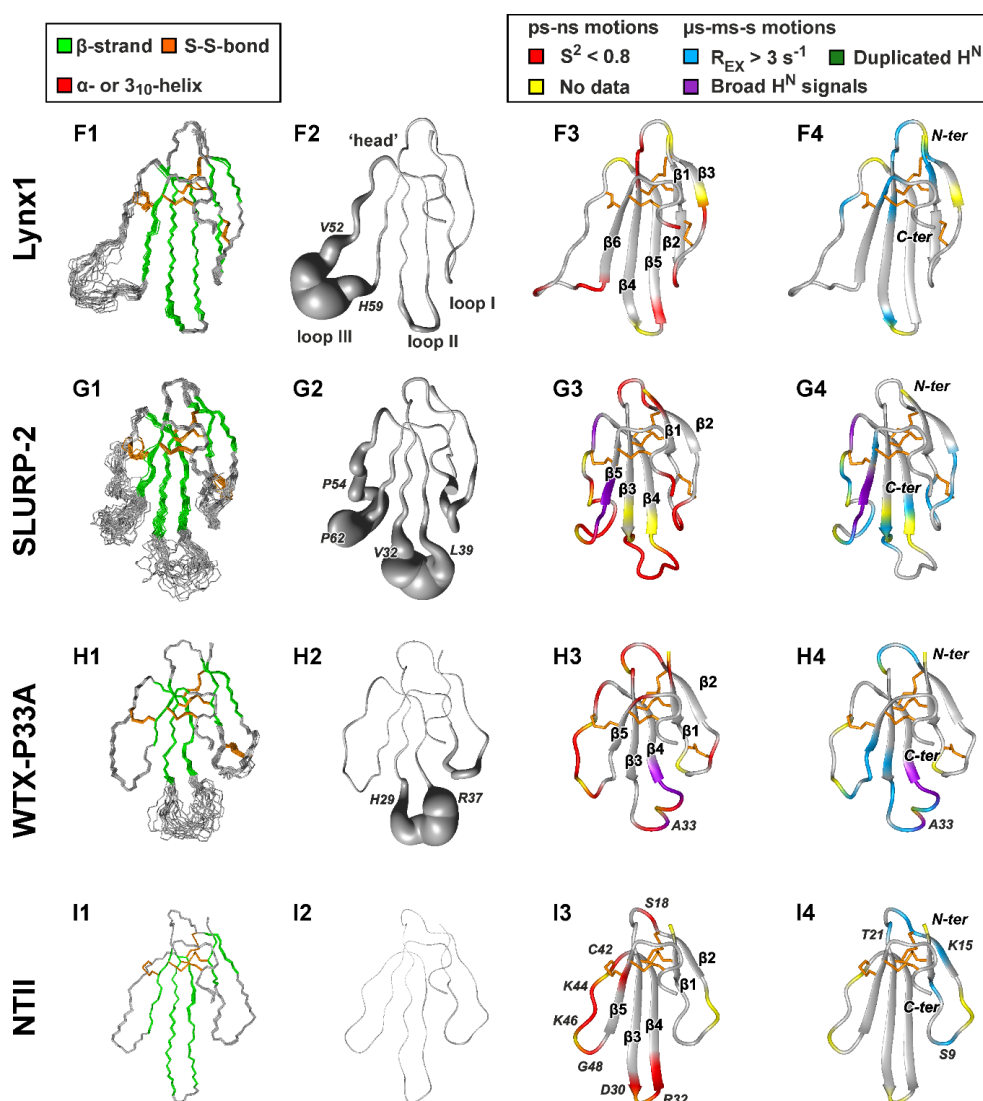 β-strand S-S-bond
α- or 3₁₀-helix
ps-ns motions μs-ms-s motions
S² < 0.8 R_EX > 3 s⁻¹ Duplicated Hᴺ
No data Broad Hᴺ signals
Lynx1
F1 F2 F3 F4
'head' N-ter
β1 β3
V52 H59
β6 β2 β5 β4
C-ter
loop I
loop III loop II
SLURP-2
G1 G2 G3 G4
N-ter
β1 β2
P54 β5 β3 β4
C-ter
P62 V32 L39
WTX-P33A
H1 H2 H3 H4
N-ter
β2
β5 β4 β1
β3 C-ter
H29 R37
A33 A33
NTII
I1 I2 I3 I4
S18 N-ter
C42 T21 K15
β2
K44 β1
β5 C-ter
K46 β3 β4
G48 S9
D30 R32